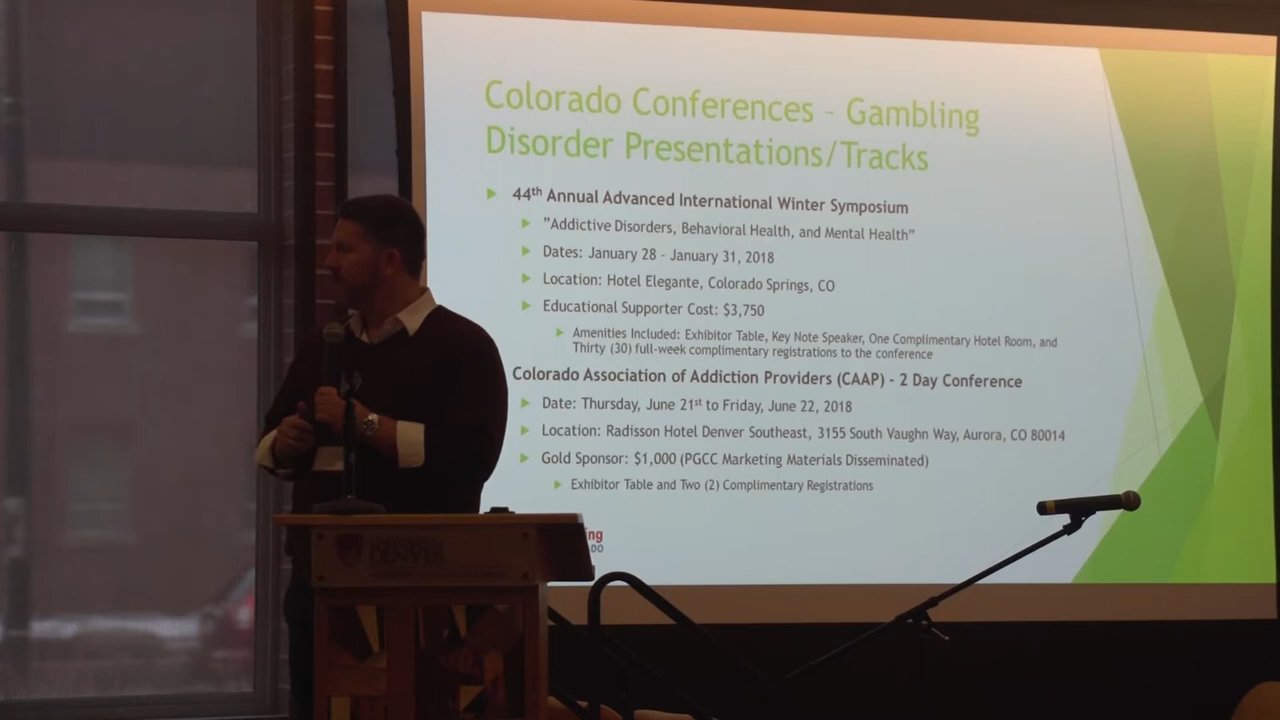 Colorado Conferences – Gambling
Disorder Presentations/Tracks
44th Annual Advanced International Winter Symposium
"Addictive Disorders, Behavioral Health, and Mental Health"
Dates: January 28 – January 31, 2018
Location: Hotel Elegante, Colorado Springs, CO
Educational Supporter Cost: $3,750
Amenities Included: Exhibitor Table, Key Note Speaker, One Complimentary Hotel Room, and
Thirty (30) full-week complimentary registrations to the conference
Colorado Association of Addiction Providers (CAAP) - 2 Day Conference
Date: Thursday, June 21st to Friday, June 22, 2018
Location: Radisson Hotel Denver Southeast, 3155 South Vaughn Way, Aurora, CO 80014
Gold Sponsor: $1,000 (PGCC Marketing Materials Disseminated)
Exhibitor Table and Two (2) Complimentary Registrations
ng
DO
DENVER